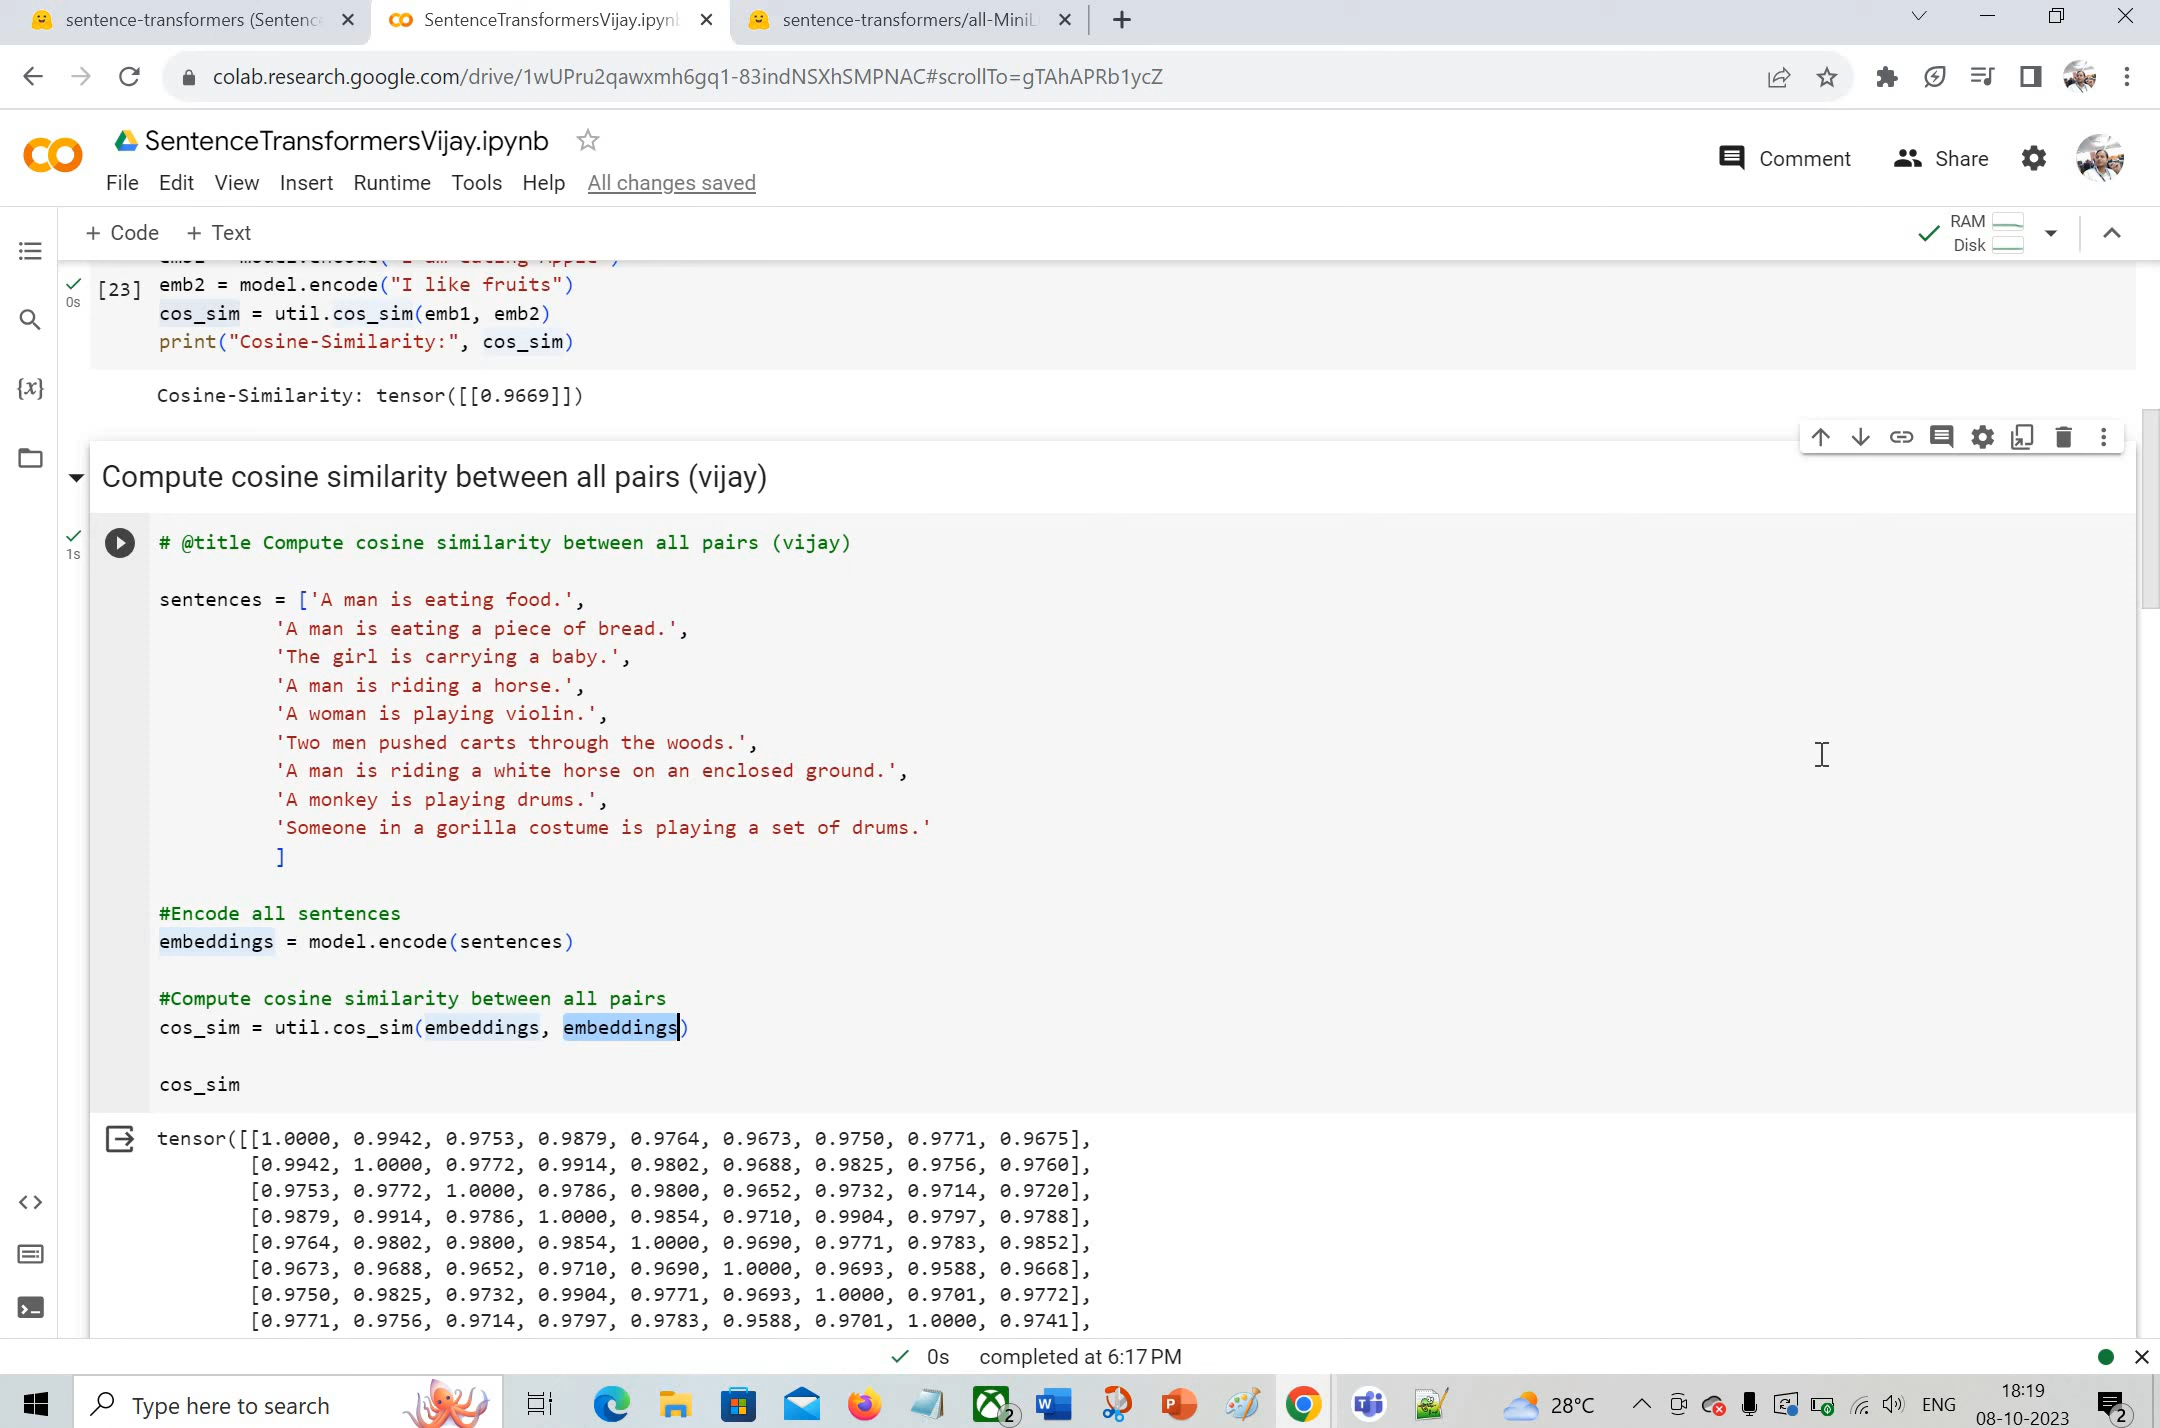 sentence-transformers (Sentenc
SentenceTransformersVijay.ipyn
sentence-transformers/all-MiniL
colab.research.google.com/drive/1wUPru2qawxmh6gq1-83indNSXhSMPNAC#scrollTo=gTAhAPRb1ycZ
SentenceTransformersVijay.ipynb
File Edit View Insert Runtime Tools Help All changes saved
Comment Share
+ Code + Text
RAM
Disk
emb1 = model.encode("I am eating Apple")
0s [23] emb2 = model.encode("I like fruits")
cos_sim = util.cos_sim(emb1, emb2)
print("Cosine-Similarity:", cos_sim)
Cosine-Similarity: tensor([[0.9669]])
Compute cosine similarity between all pairs (vijay)
1s
# @title Compute cosine similarity between all pairs (vijay)
sentences = ['A man is eating food.',
'A man is eating a piece of bread.',
'The girl is carrying a baby.',
'A man is riding a horse.',
'A woman is playing violin.',
'Two men pushed carts through the woods.',
'A man is riding a white horse on an enclosed ground.',
'A monkey is playing drums.',
'Someone in a gorilla costume is playing a set of drums.'
]
#Encode all sentences
embeddings = model.encode(sentences)
#Compute cosine similarity between all pairs
cos_sim = util.cos_sim(embeddings, embeddings)
cos_sim
tensor([[1.0000, 0.9942, 0.9753, 0.9879, 0.9764, 0.9673, 0.9750, 0.9771, 0.9675],
[0.9942, 1.0000, 0.9772, 0.9914, 0.9802, 0.9688, 0.9825, 0.9756, 0.9760],
[0.9753, 0.9772, 1.0000, 0.9786, 0.9800, 0.9652, 0.9732, 0.9714, 0.9720],
[0.9879, 0.9914, 0.9786, 1.0000, 0.9854, 0.9710, 0.9904, 0.9797, 0.9788],
[0.9764, 0.9802, 0.9800, 0.9854, 1.0000, 0.9690, 0.9771, 0.9783, 0.9852],
[0.9673, 0.9688, 0.9652, 0.9710, 0.9690, 1.0000, 0.9693, 0.9588, 0.9668],
[0.9750, 0.9825, 0.9732, 0.9904, 0.9771, 0.9693, 1.0000, 0.9701, 0.9772],
[0.9771, 0.9756, 0.9714, 0.9797, 0.9783, 0.9588, 0.9701, 1.0000, 0.9741],
0s completed at 6:17 PM
Type here to search
2
28°C
ENG
18:19
08-10-2023
2